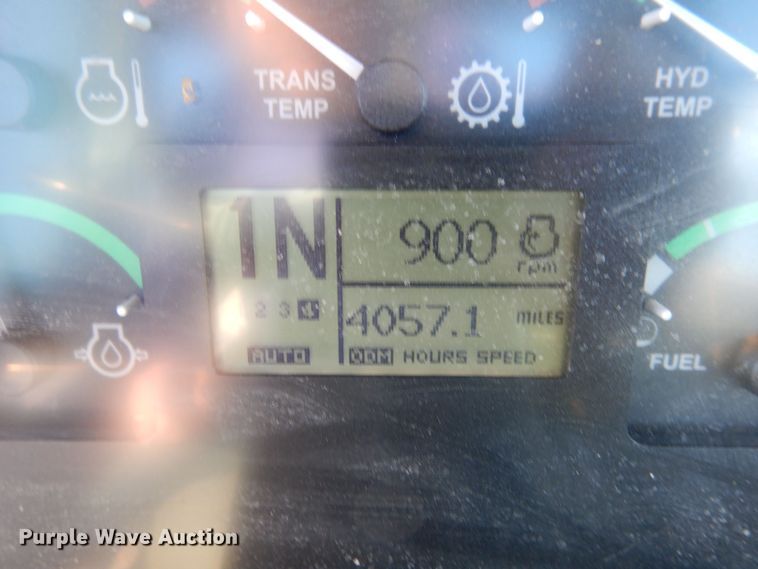 TRANS
TEMP
HYD
TEMP
1N
900
rpm
2 3 4
4057.1 MILES
AUTO
ODM HOURS SPEED
FUEL
Purple Wave Auction